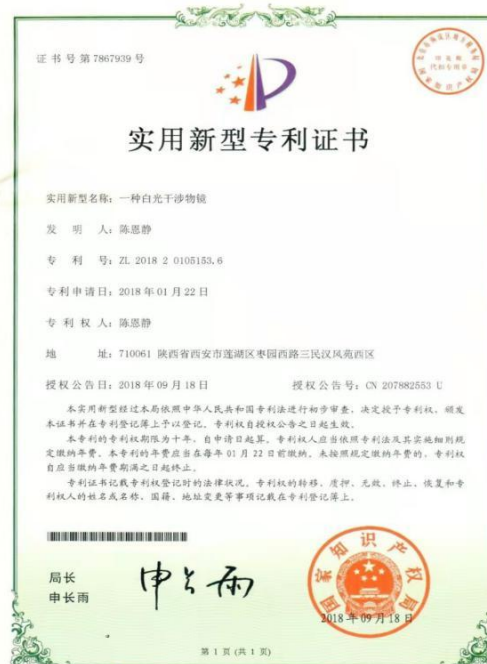 证书号第7867939号
实用新型专利证书
实用新型名称：一种白光干涉物镜
发明人：陈恩静
专利号：ZL 2018 2 0105153.6
专利申请日：2018年01月22日
专利权人：陈恩静
地址：710061 陕西省西安市莲湖区枣园西路三民汉风苑西区
授权公告日：2018年09月18日 授权公告号：CN 207882553 U
本实用新型经过本局依照中华人民共和国专利法进行初步审查，决定授予专利权，颁发
本证书并在专利登记簿上予以登记，专利权自授权公告之日起生效。
本专利的专利权期限为十年，自申请日起算。专利权人应当依照专利法及其实施细则规
定缴纳年费。本专利的年费应当在每年01月22日前缴纳。未按照规定缴纳年费的，专利权
自应当缴纳年费期满之日起终止。
专利证书记载专利权登记时的法律状况。专利权的转移、质押、无效、终止、恢复和专
利权人的姓名或名称、国籍、地址变更等事项记载在专利登记簿上。
局长
申长雨
申长雨
国家知识产权局
2018年09月18日
第1页（共1页）